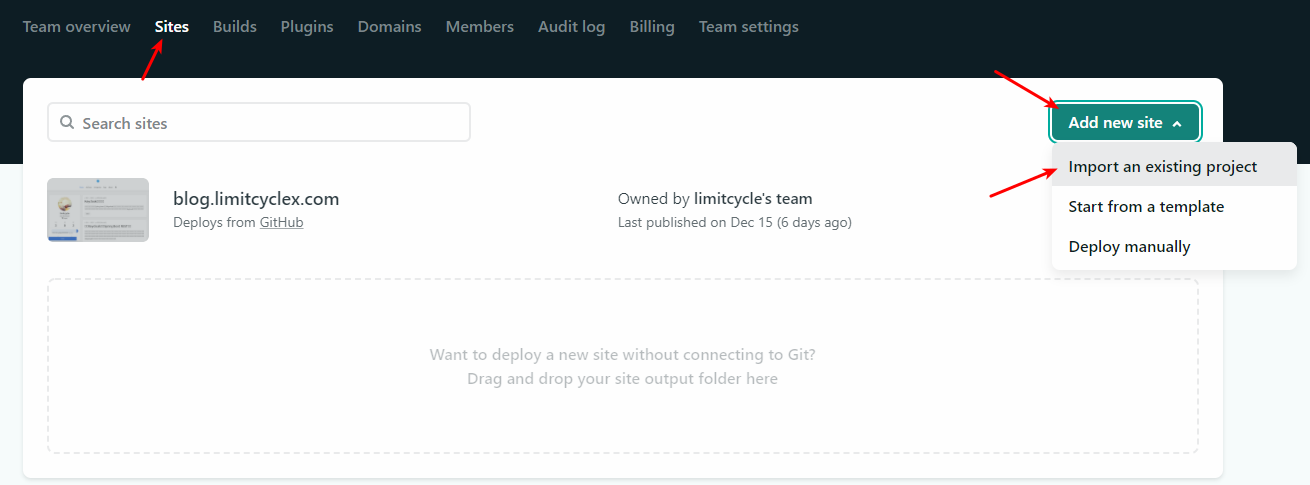 Team overview Sites Builds Plugins Domains Members Audit log Billing Team settings
Search sites
Add new site
Import an existing project
Start from a template
Deploy manually
blog.limitcyclex.com
Deploys from GitHub
Owned by limitcycle's team
Last published on Dec 15 (6 days ago)
Want to deploy a new site without connecting to Git?
Drag and drop your site output folder here